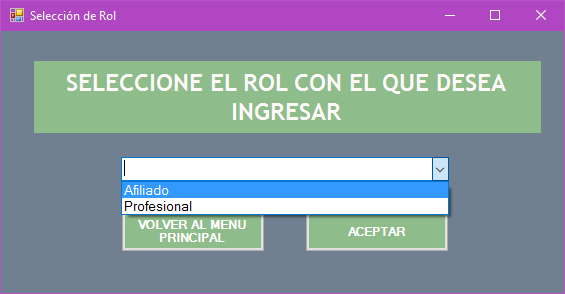 Selección de Rol
SELECCIONE EL ROL CON EL QUE DESEA
INGRESAR
Afiliado
Profesional
VOLVER AL MENU
PRINCIPAL
ACEPTAR